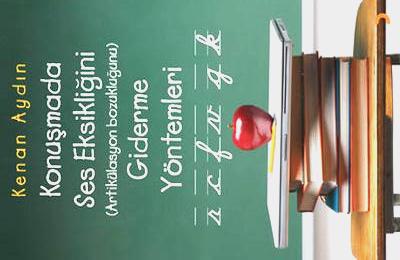 Kenan Aydın
Konuşmada
Ses Eksikliğini
(Artikülasyon bozukluğunu)
Giderme
Yöntemleri